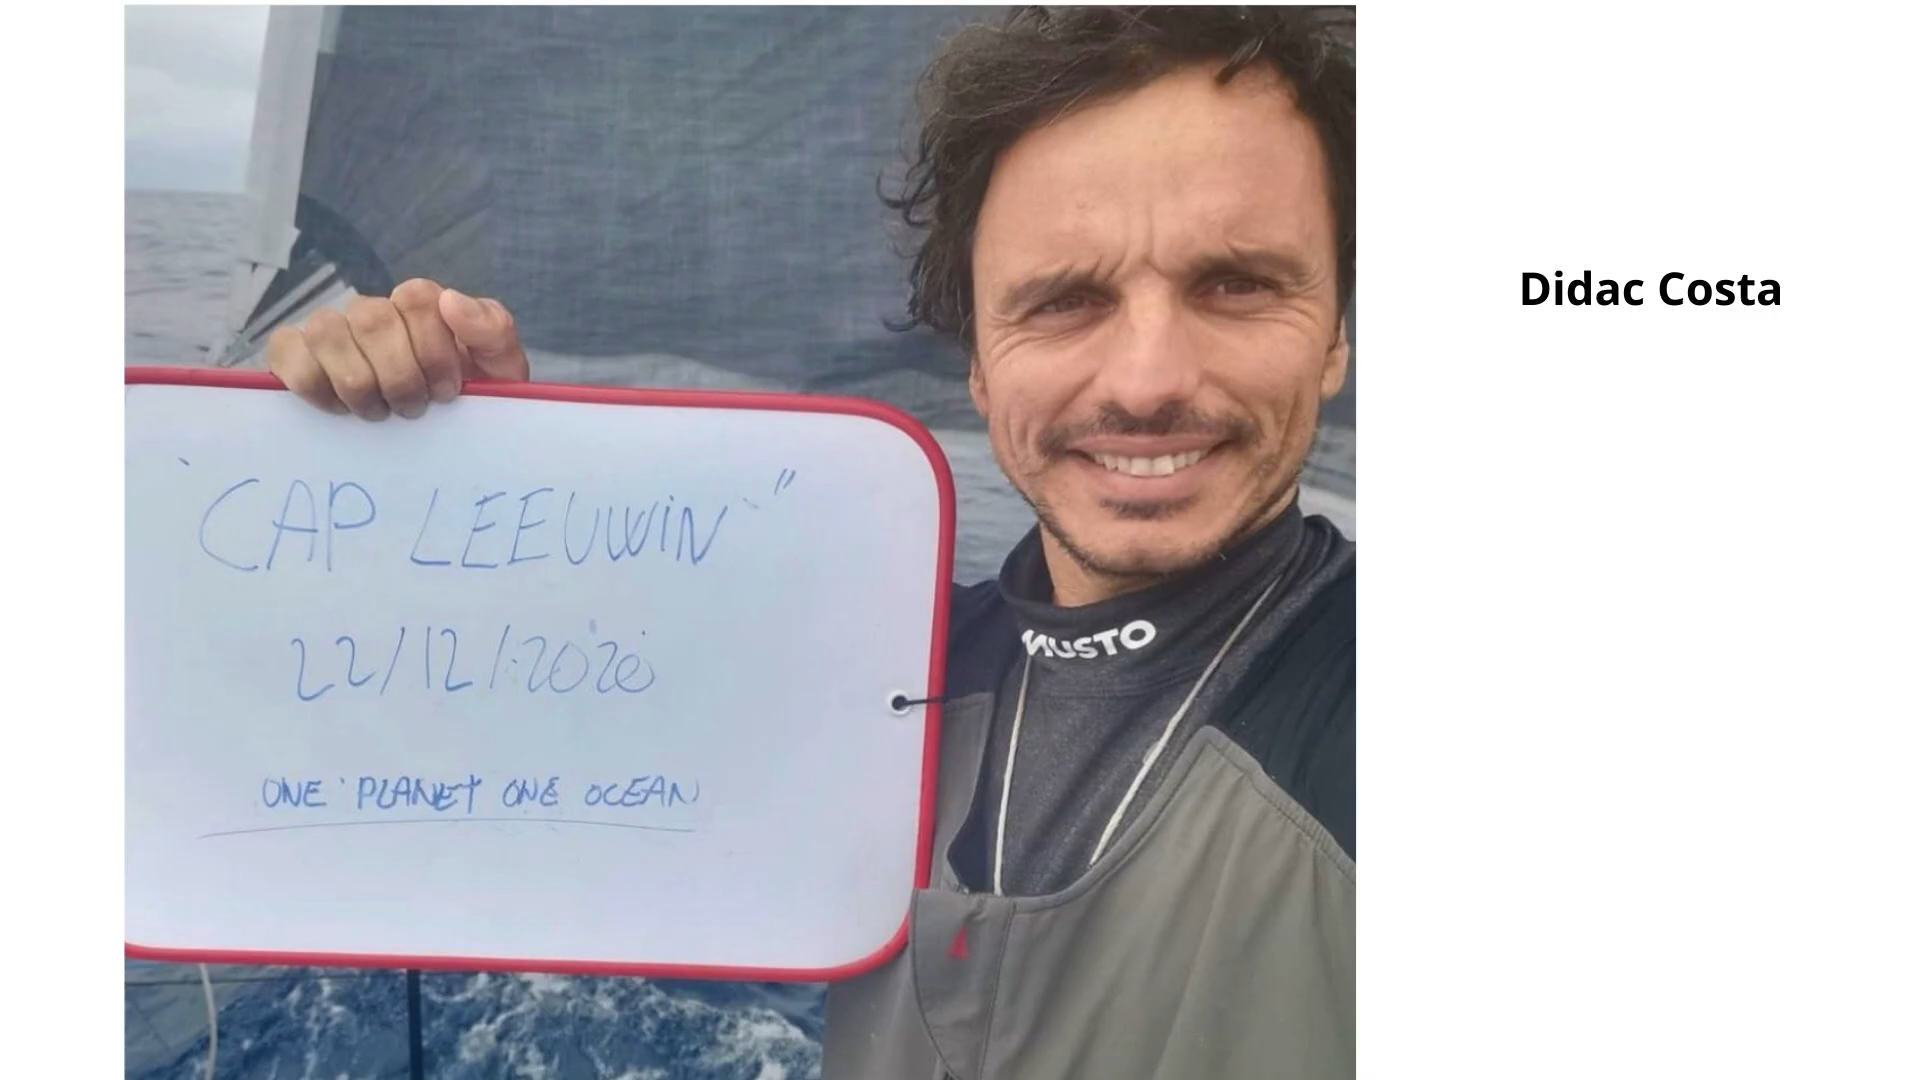 "CAP LEEUWIN"
22/12/2020
ONE PLANET ONE OCEAN
MUSTO
Didac Costa